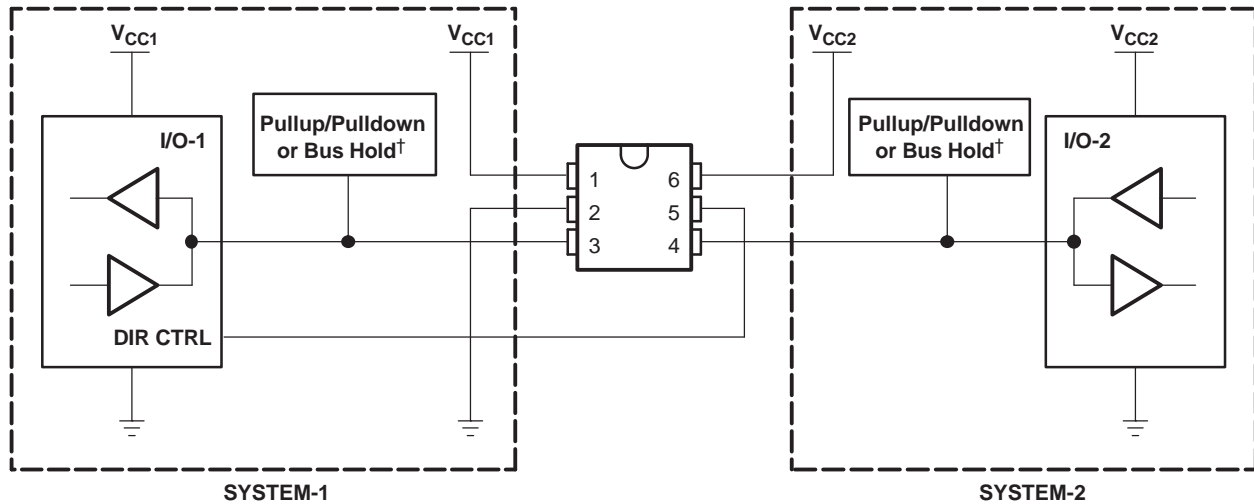 VCC1
VCC1
VCC2
VCC2
I/O-1
Pullup/Pulldown
or Bus Hold†
Pullup/Pulldown
or Bus Hold†
I/O-2
1
6
2
5
3
4
DIR CTRL
SYSTEM-1
SYSTEM-2